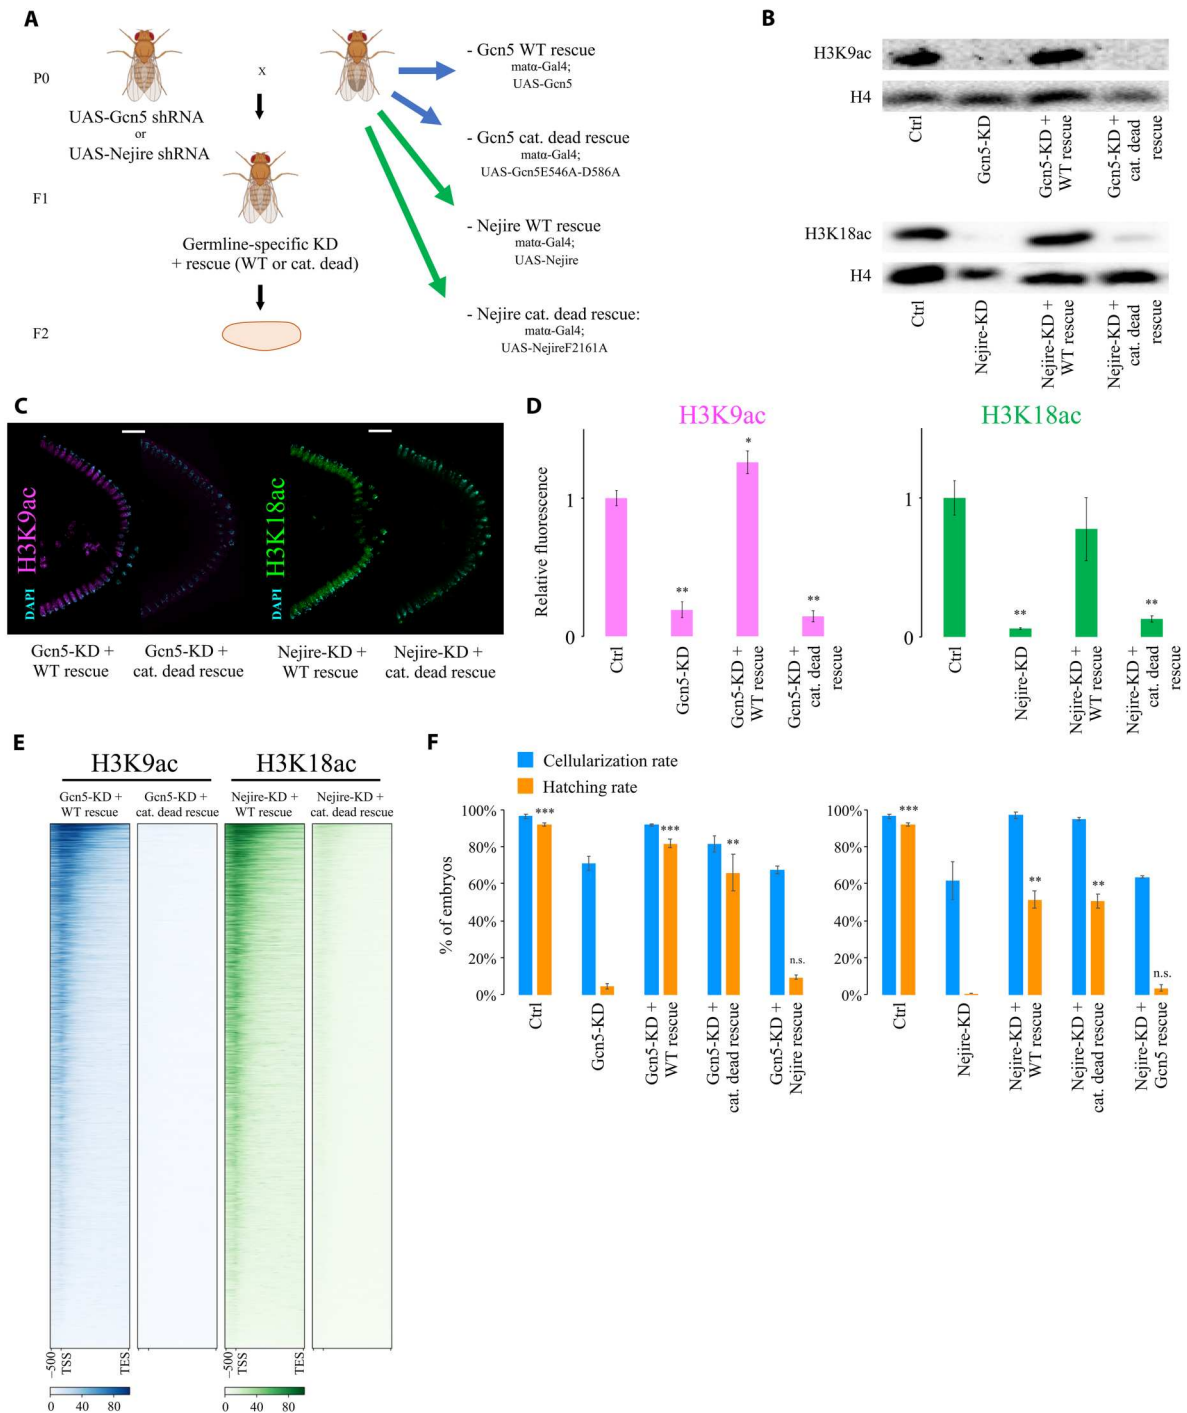 A
P0
x
UAS-Gcn5 shRNA
or
UAS-Nejire shRNA
F1
Germline-specific KD
+ rescue (WT or cat. dead)
F2
- Gcn5 WT rescue
matα-Gal4;
UAS-Gcn5
- Gcn5 cat. dead rescue
matα-Gal4;
UAS-Gcn5E546A-D586A
- Nejire WT rescue
matα-Gal4;
UAS-Nejire
- Nejire cat. dead rescue:
matα-Gal4;
UAS-NejireF2161A
B
H3K9ac
H4
Ctrl
Gcn5-KD
Gcn5-KD +
WT rescue
Gcn5-KD +
cat. dead
rescue
H3K18ac
H4
Ctrl
Nejire-KD
Nejire-KD +
WT rescue
Nejire-KD +
cat. dead
rescue
C
DAPI H3K9ac
DAPI H3K18ac
Gcn5-KD +
WT rescue
Gcn5-KD +
cat. dead rescue
Nejire-KD +
WT rescue
Nejire-KD +
cat. dead rescue
D
H3K9ac
Relative fluorescence
1
0
**
*
**
Ctrl
Gcn5-KD
Gcn5-KD +
WT rescue
Gcn5-KD +
cat. dead
rescue
H3K18ac
1
0
**
**
Ctrl
Nejire-KD
Nejire-KD +
WT rescue
Nejire-KD +
cat. dead
rescue
E
H3K9ac
H3K18ac
Gcn5-KD +
WT rescue
Gcn5-KD +
cat. dead rescue
Nejire-KD +
WT rescue
Nejire-KD +
cat. dead rescue
−500
TSS
TES
−500
TSS
TES
0 40 80
0 40 80
F
Cellularization rate
Hatching rate
% of embryos
100%
80%
60%
40%
20%
0%
***
***
**
n.s.
Ctrl
Gcn5-KD
Gcn5-KD +
WT rescue
Gcn5-KD +
cat. dead rescue
Gcn5-KD +
Nejire rescue
100%
80%
60%
40%
20%
0%
***
**
**
n.s.
Ctrl
Nejire-KD
Nejire-KD +
WT rescue
Nejire-KD +
cat. dead rescue
Nejire-KD +
Gcn5 rescue